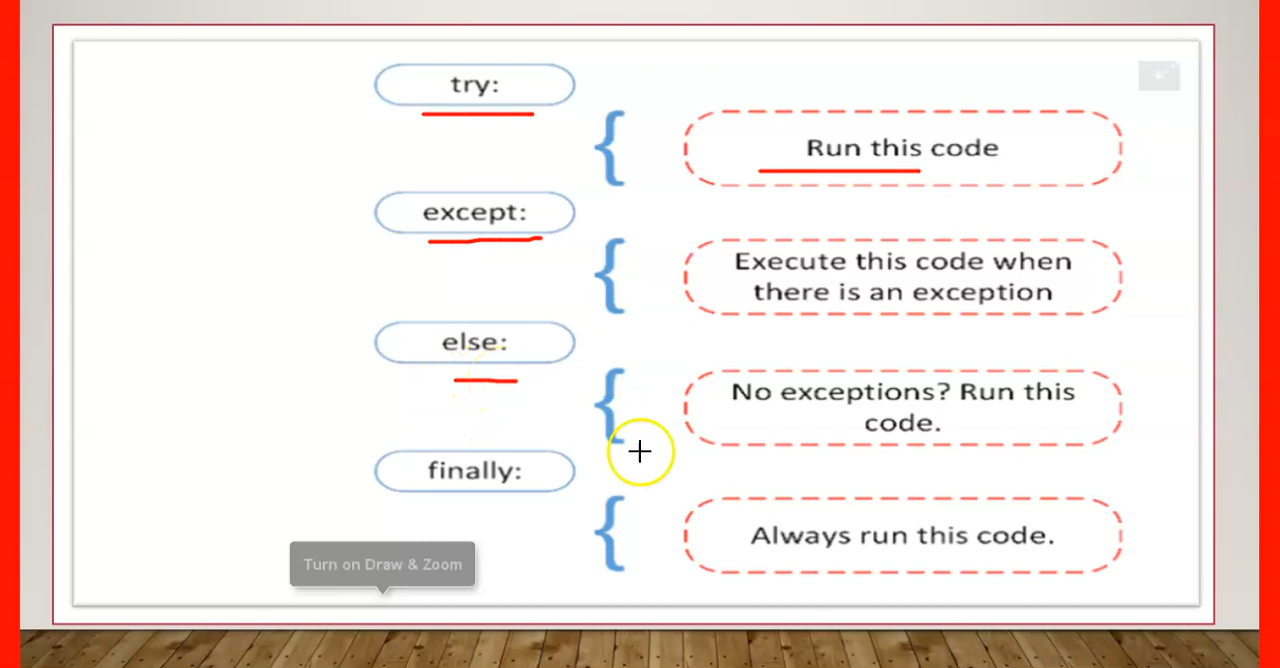 try:
Run this code
except:
Execute this code when
there is an exception
else:
No exceptions? Run this
code.
finally:
Always run this code.
Turn on Draw & Zoom